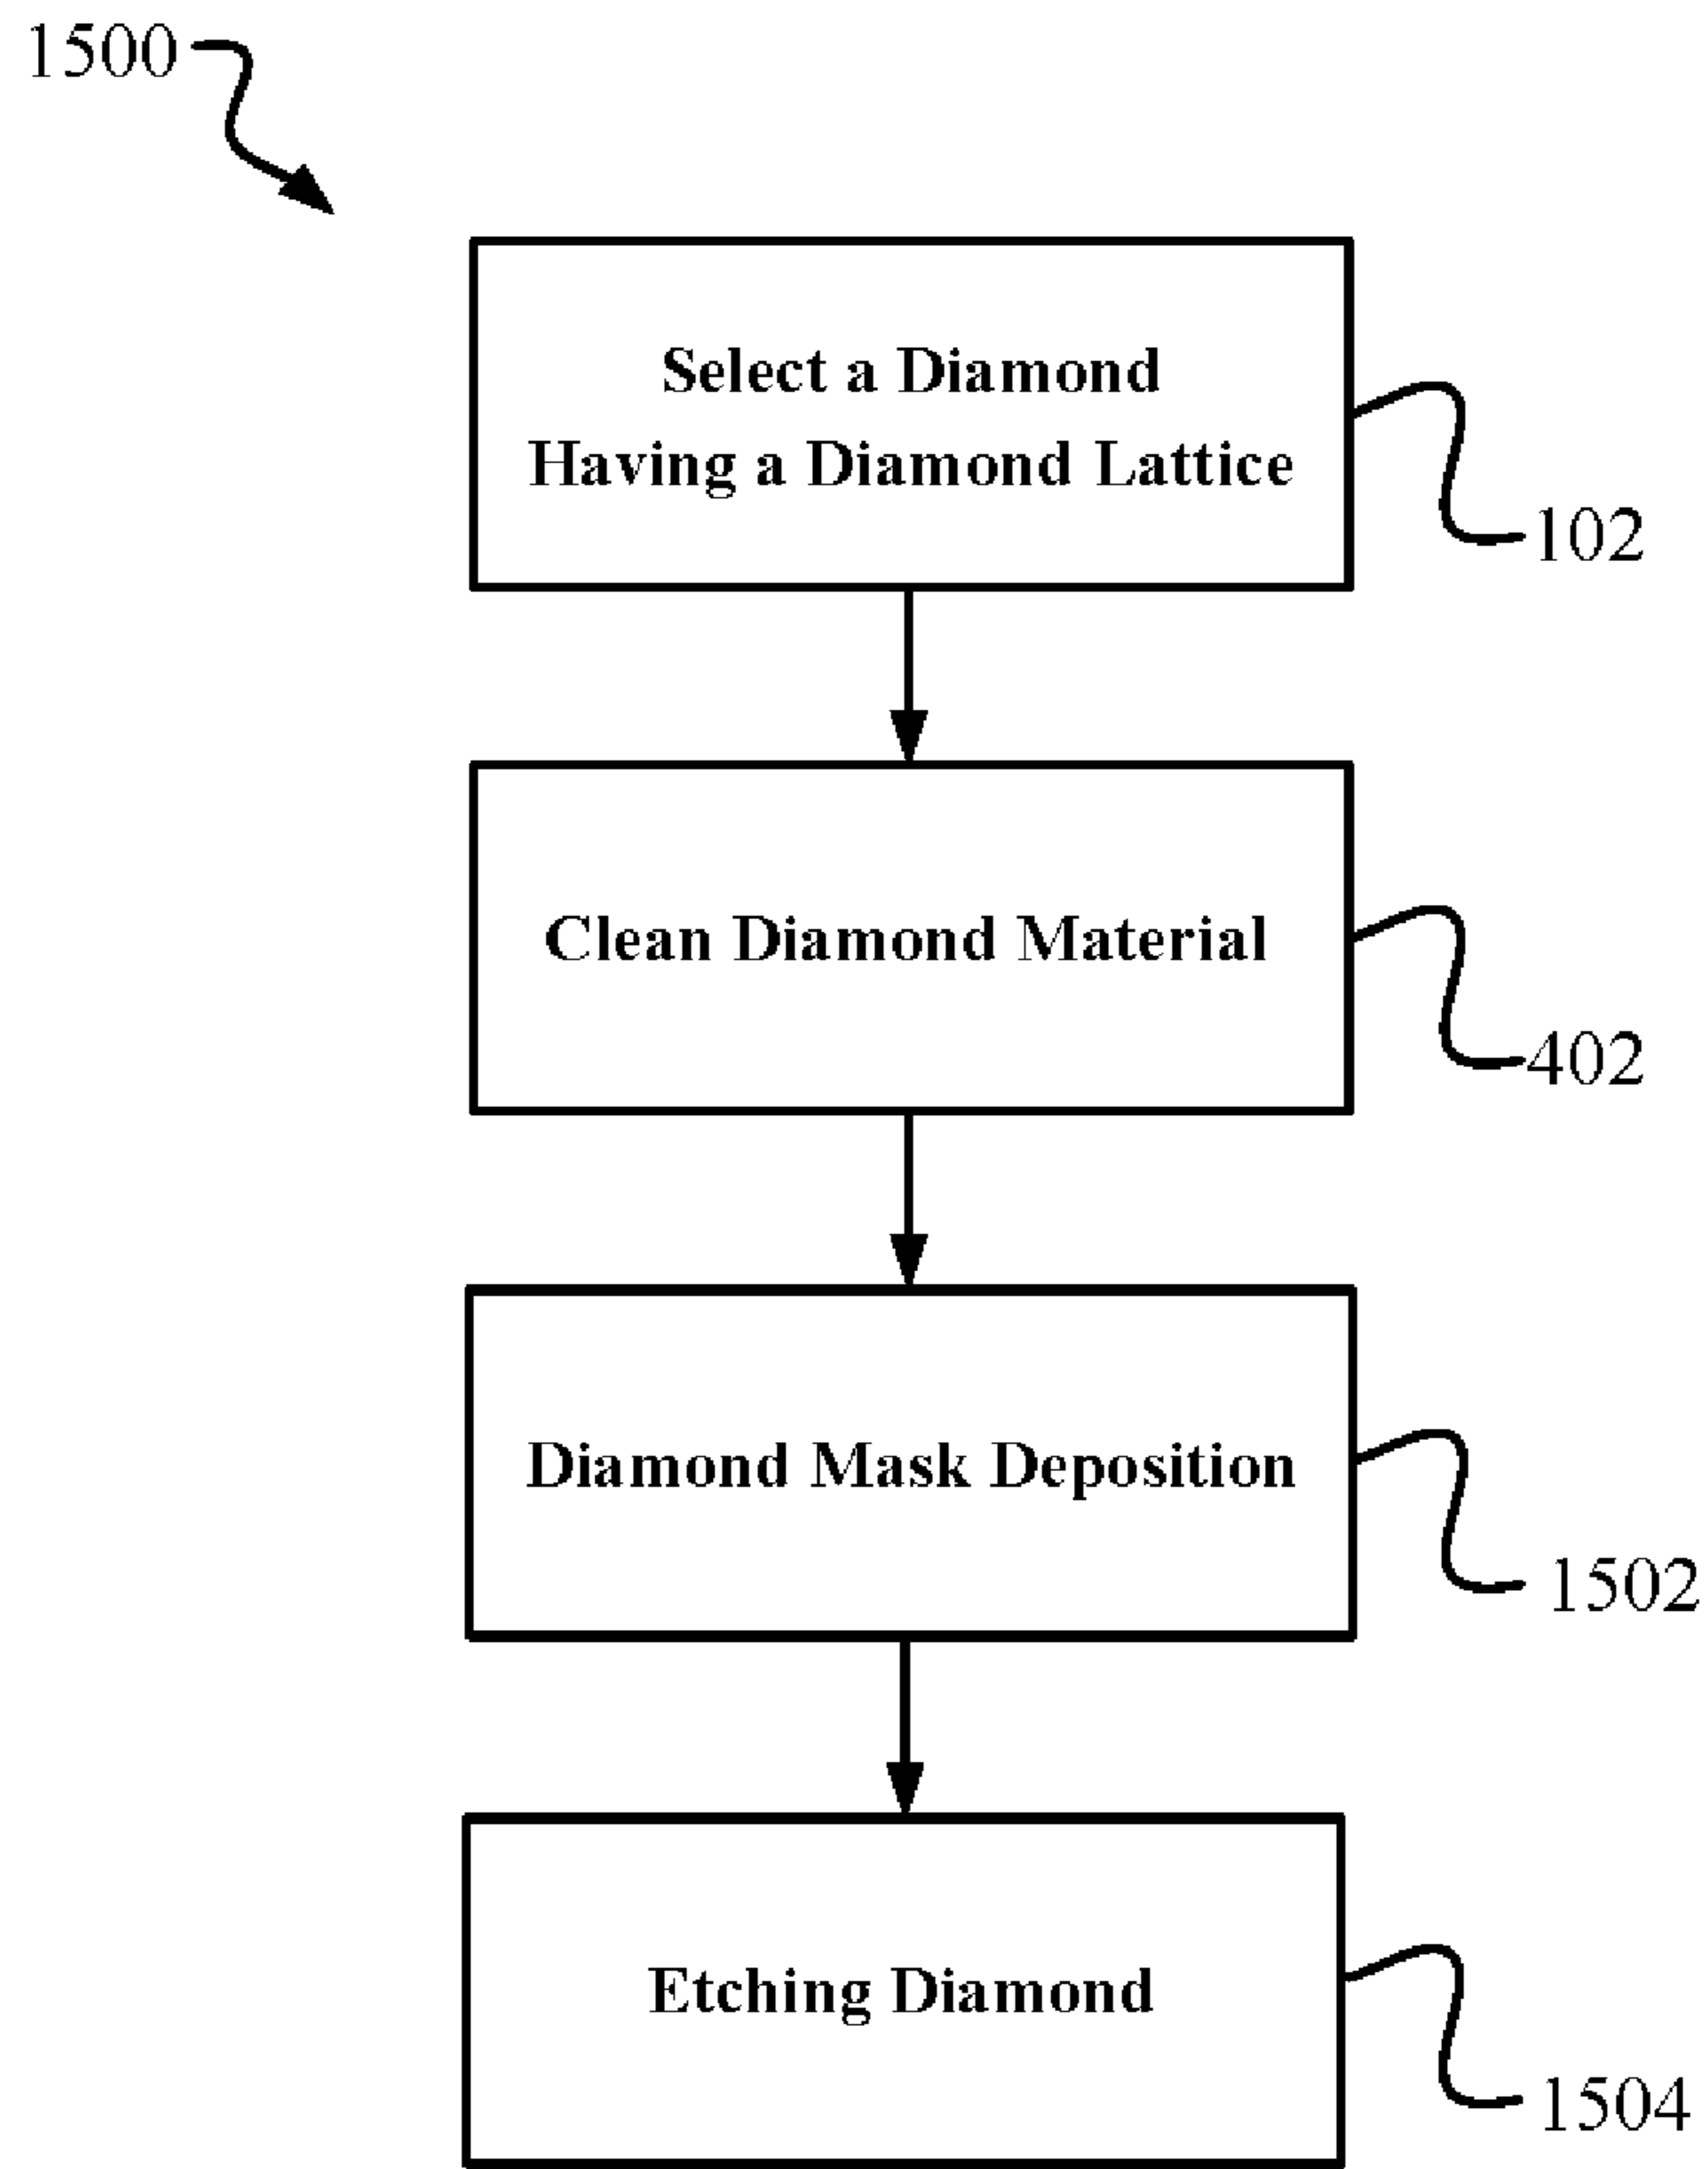 1500
Select a Diamond
Having a Diamond Lattice
102
Clean Diamond Material
402
Diamond Mask Deposition
1502
Etching Diamond
1504